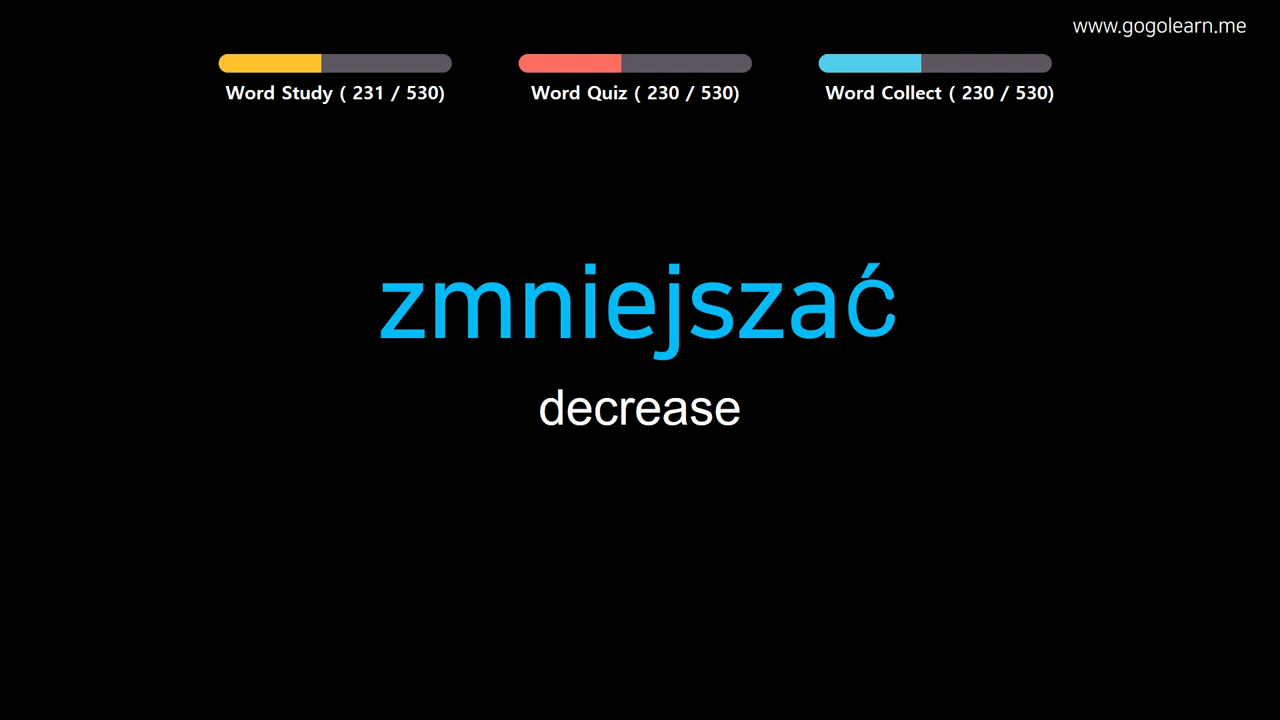 www.gogolearn.me
Word Study ( 231 / 530)
Word Quiz ( 230 / 530)
Word Collect ( 230 / 530)
zmniejszać
decrease